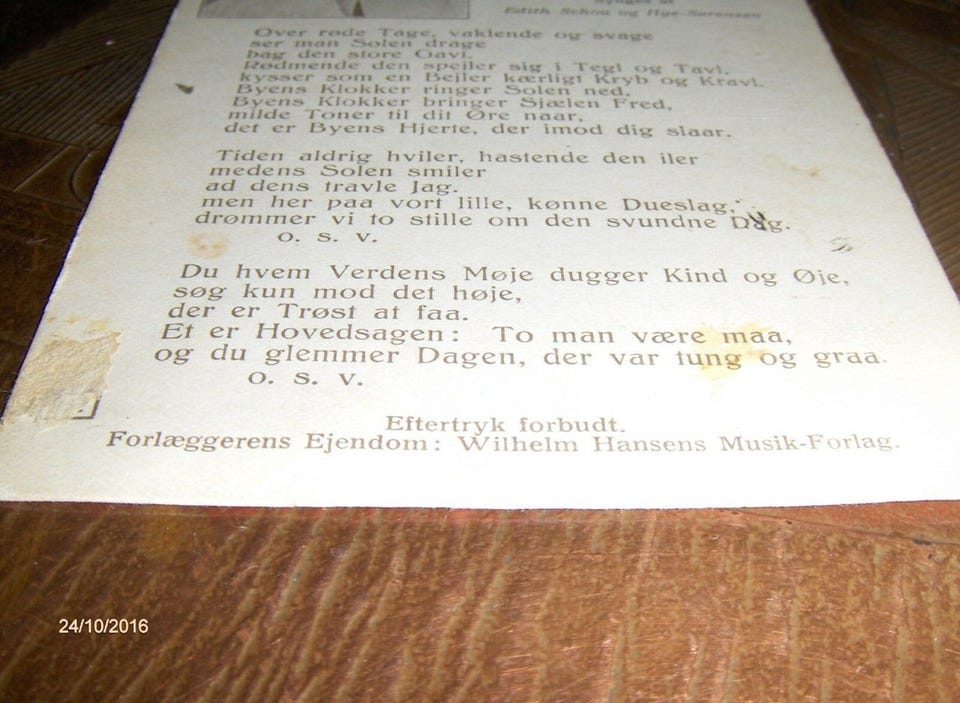 Synges af
Edith Schou og Hye-Sørensen
Over røde Tage, vaklende og svage
ser man Solen drage
bag den store Gavl.
Rødmende den spejler sig i Tegl og Tavl,
kysser som en Bejler kærligt Kryb og Kravl.
Byens Klokker ringer Solen ned,
Byens Klokker bringer Sjælen Fred,
milde Toner til dit Øre naar,
det er Byens Hjerte, der imod dig slaar.
Tiden aldrig hviler, hastende den iler
medens Solen smiler
ad dens travle Jag.
men her paa vort lille, kønne Dueslag,
drømmer vi to stille om den svundne Dag.
o. s. v.
Du hvem Verdens Møje dugger Kind og Øje,
søg kun mod det høje,
der er Trøst at faa.
Et er Hovedsagen: To man være maa,
og du glemmer Dagen, der var tung og graa.
o. s. v.
Eftertryk forbudt.
Forlæggerens Ejendom: Wilhelm Hansens Musik-Forlag.
24/10/2016